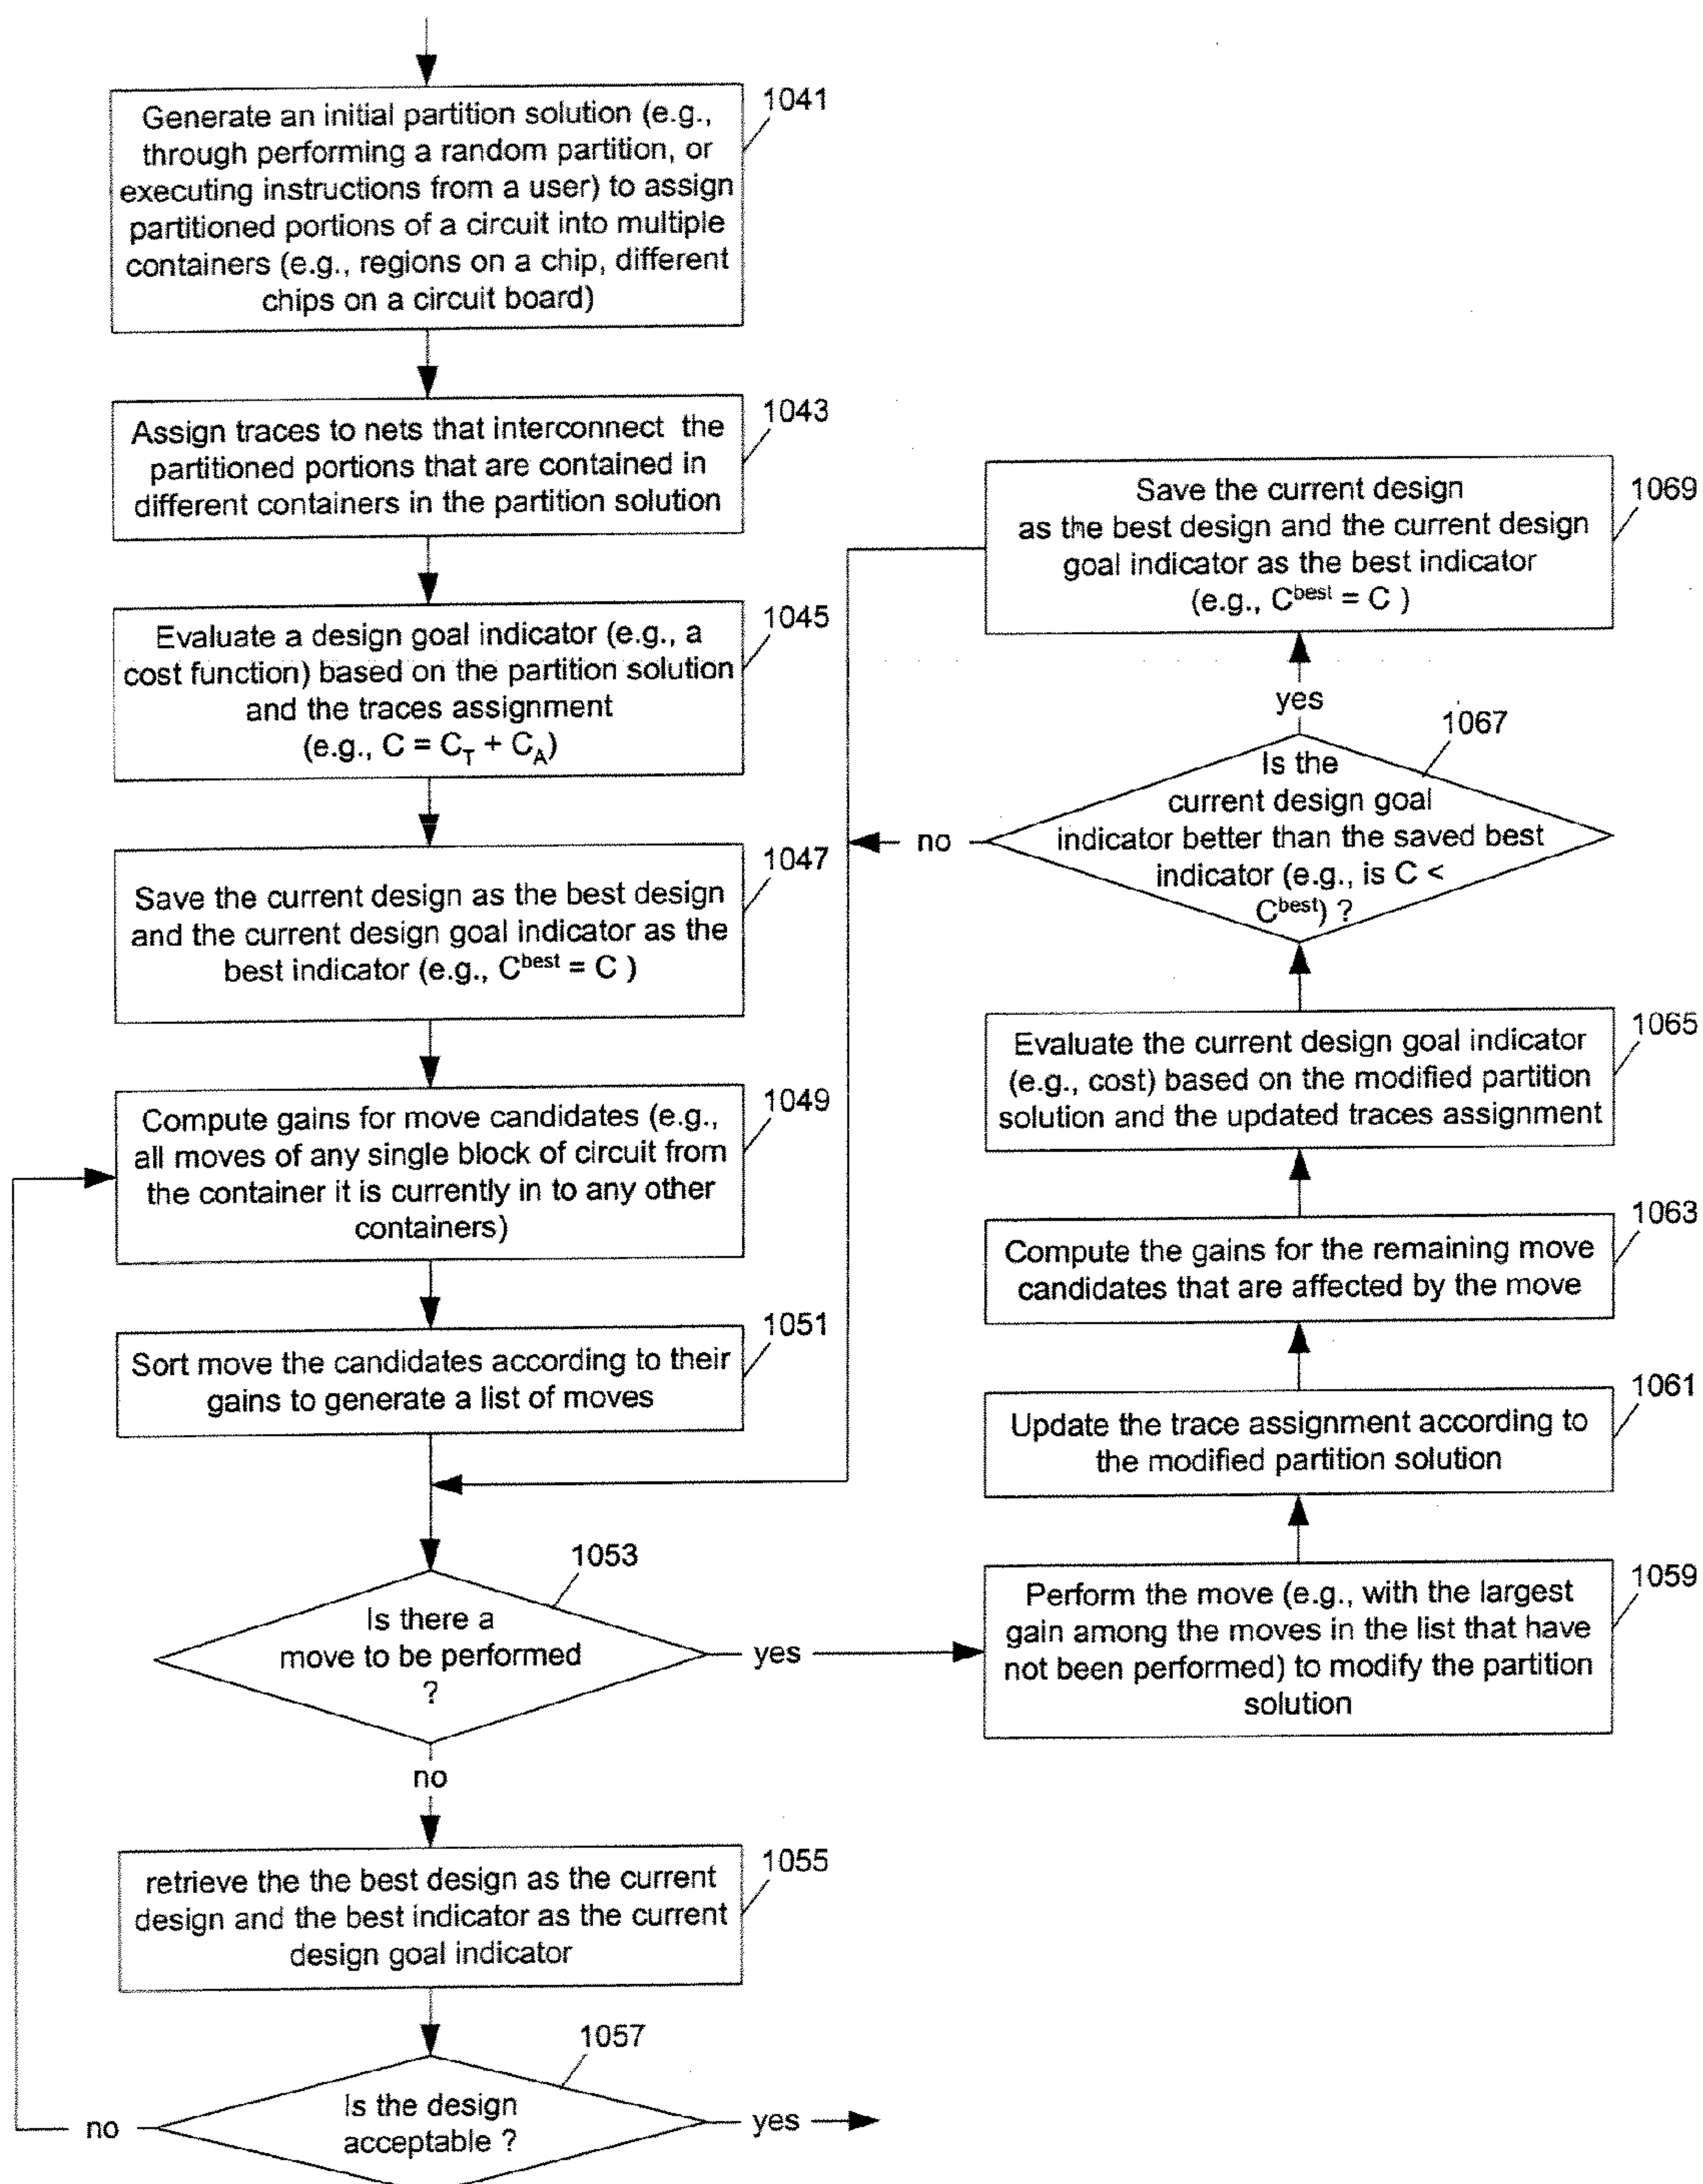 1041
Generate an initial partition solution (e.g.,
through performing a random partition, or
executing instructions from a user) to assign
partitioned portions of a circuit into multiple
containers (e.g., regions on a chip, different
chips on a circuit board)
1043
Assign traces to nets that interconnect the
partitioned portions that are contained in
different containers in the partition solution
1045
Evaluate a design goal indicator (e.g., a
cost function) based on the partition solution
and the traces assignment
(e.g., C = C_T + C_A)
1047
Save the current design as the best design
and the current design goal indicator as the
best indicator (e.g., C^best = C )
1049
Compute gains for move candidates (e.g.,
all moves of any single block of circuit from
the container it is currently in to any other
containers)
1051
Sort move the candidates according to their
gains to generate a list of moves
1053
Is there a
move to be performed
?
yes
no
1055
retrieve the the best design as the current
design and the best indicator as the current
design goal indicator
1057
Is the design
acceptable ?
no
yes
1059
Perform the move (e.g., with the largest
gain among the moves in the list that have
not been performed) to modify the partition
solution
1061
Update the trace assignment according to
the modified partition solution
1063
Compute the gains for the remaining move
candidates that are affected by the move
1065
Evaluate the current design goal indicator
(e.g., cost) based on the modified partition
solution and the updated traces assignment
1067
Is the
current design goal
indicator better than the saved best
indicator (e.g., is C <
C^best) ?
no
yes
1069
Save the current design
as the best design and the current design
goal indicator as the best indicator
(e.g., C^best = C )